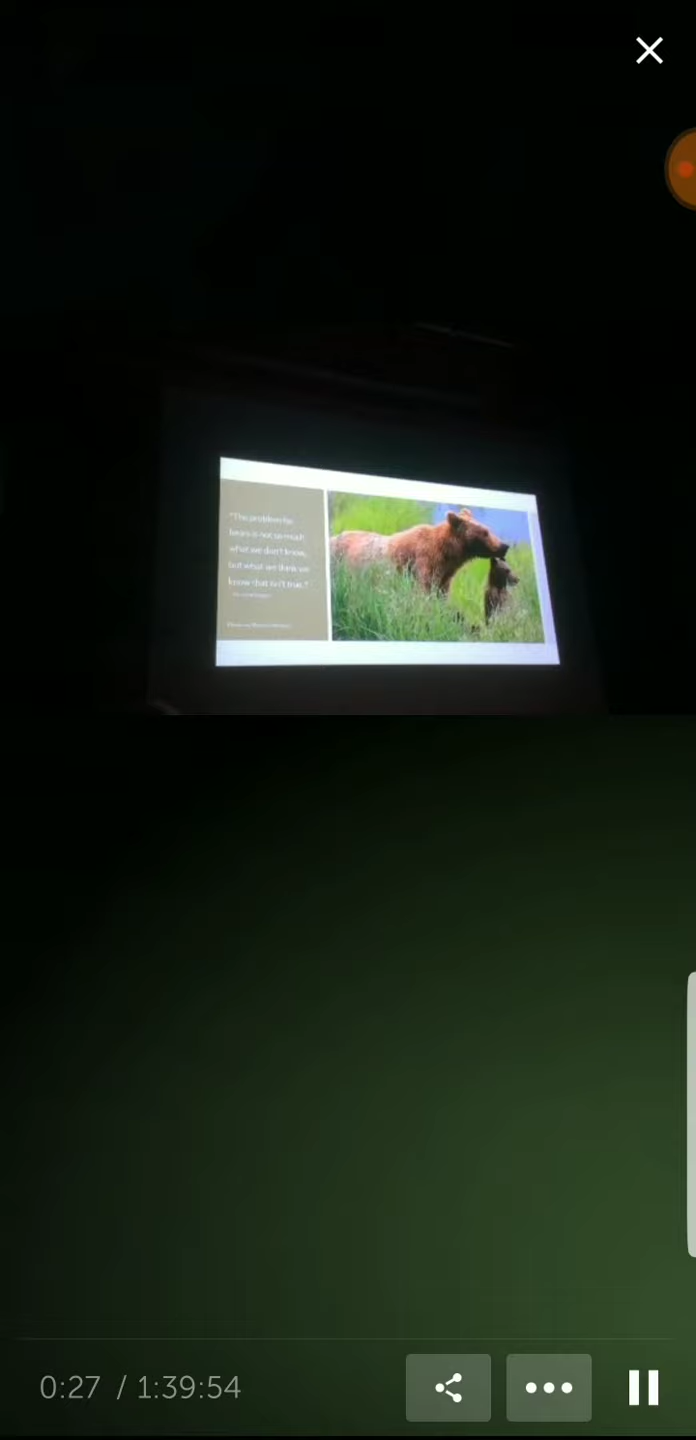 "The problem for
bears is not so much
what we don't know,
but what we think we
know that isn't true."
0:27 / 1:39:54